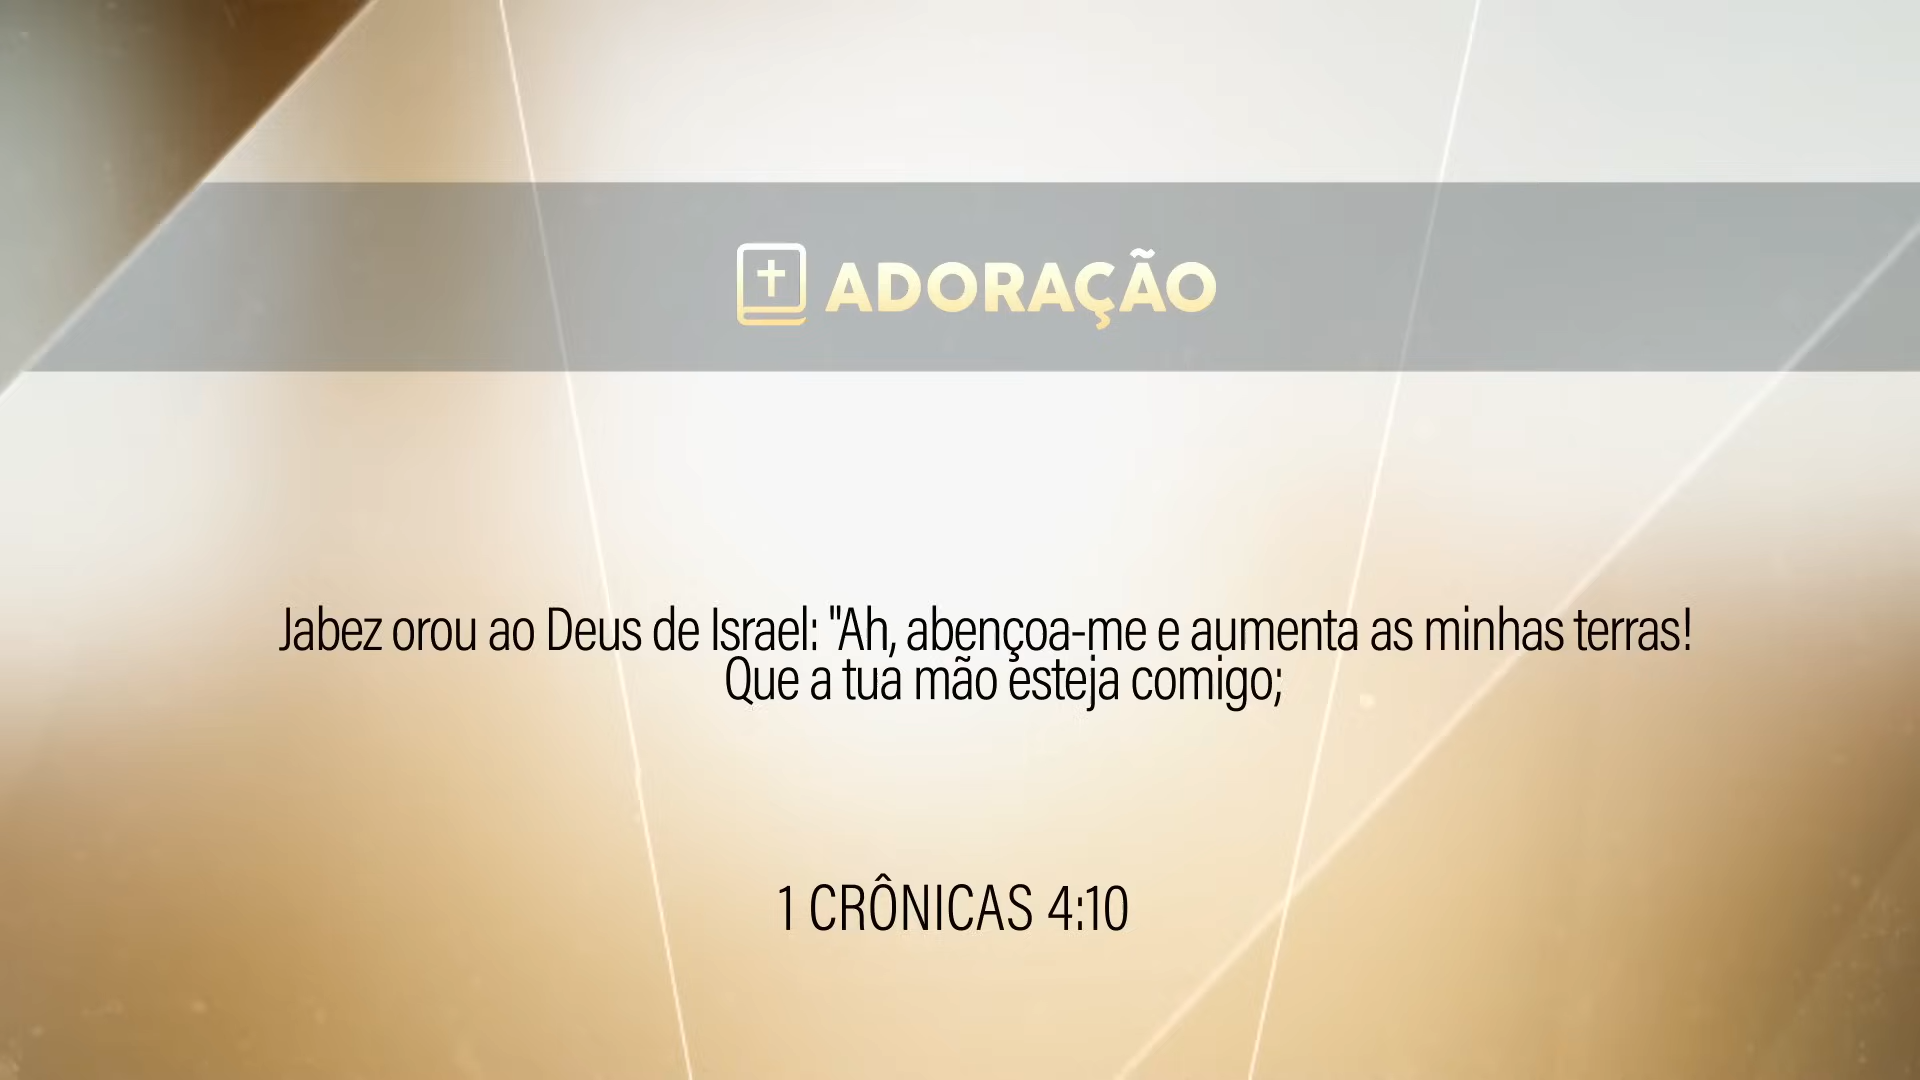 ADORAÇÃO
Jabez orou ao Deus de Israel: "Ah, abençoa-me e aumenta as minhas terras!
Que a tua mão esteja comigo;
1 CRÔNICAS 4:10